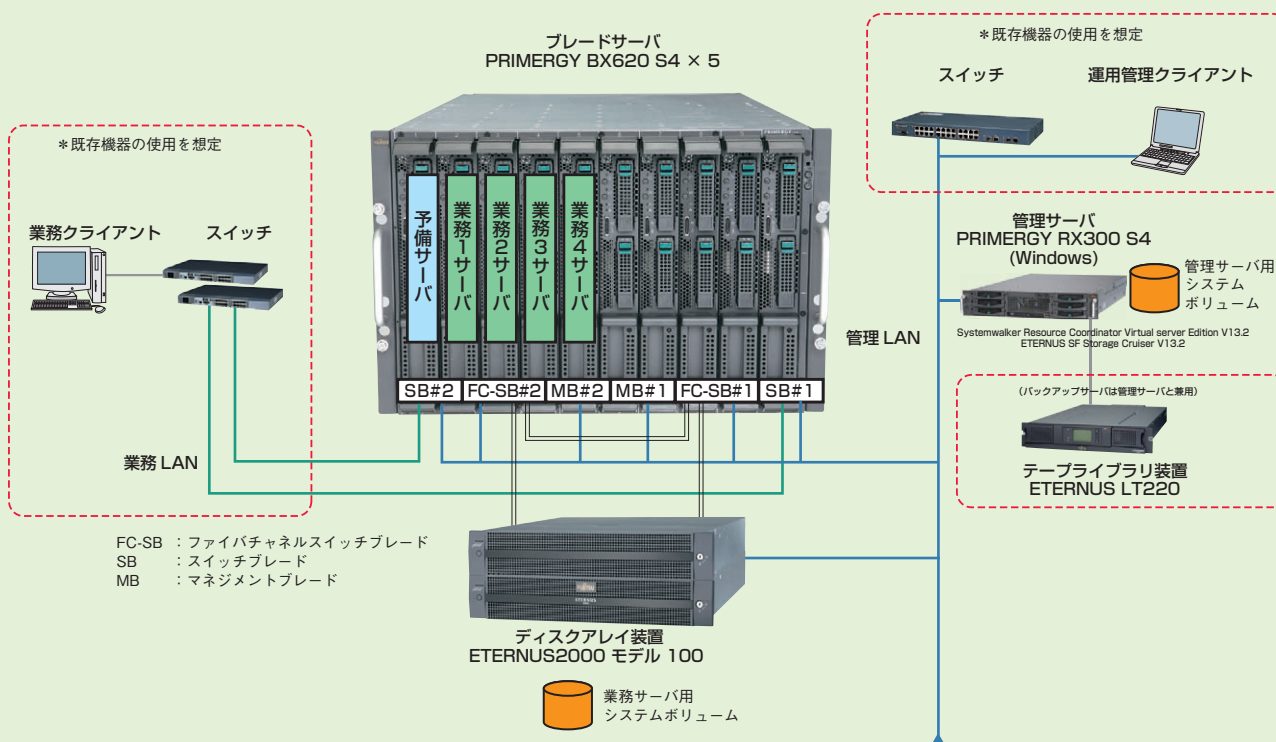 ブレードサーバ
PRIMERGY BX620 S4 × 5
＊既存機器の使用を想定
スイッチ
運用管理クライアント
＊既存機器の使用を想定
業務クライアント
スイッチ
予備サーバ
業務1サーバ
業務2サーバ
業務3サーバ
業務4サーバ
管理サーバ
PRIMERGY RX300 S4
(Windows)
管理サーバ用
システム
ボリューム
管理 LAN
Systemwalker Resource Coordinator Virtual server Edition V13.2
ETERNUS SF Storage Cruiser V13.2
SB#2
FC-SB#2
MB#2
MB#1
FC-SB#1
SB#1
（バックアップサーバは管理サーバと兼用）
テープライブラリ装置
ETERNUS LT220
業務 LAN
FC-SB ：ファイバチャネルスイッチブレード
SB ：スイッチブレード
MB ：マネジメントブレード
ディスクアレイ装置
ETERNUS2000 モデル 100
業務サーバ用
システムボリューム